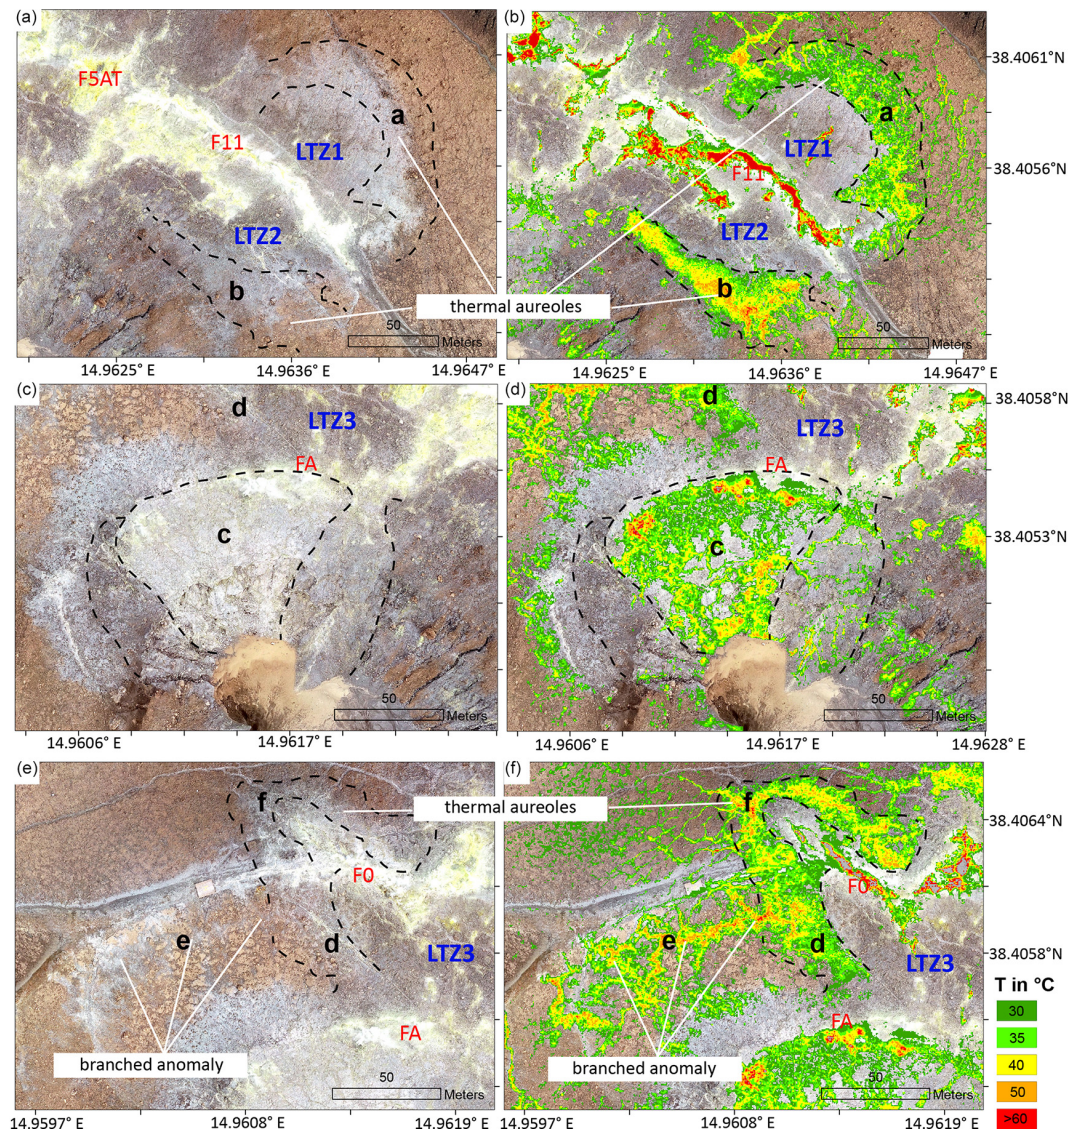 (a)
F5AT
F11
a
LTZ1
LTZ2
b
50
Meters
14.9625° E
14.9636° E
14.9647° E
(b)
a
LTZ1
F11
LTZ2
b
50
Meters
38.4061°N
38.4056°N
14.9625° E
14.9636° E
14.9647° E
thermal aureoles
(c)
d
LTZ3
FA
c
50
Meters
14.9606° E
14.9617° E
(d)
d
LTZ3
FA
c
50
Meters
38.4058°N
38.4053°N
14.9606° E
14.9617° E
14.9628° E
(e)
f
F0
e
d
LTZ3
FA
branched anomaly
50
Meters
14.9597° E
14.9608° E
14.9619° E
thermal aureoles
(f)
f
F0
e
d
LTZ3
FA
branched anomaly
50
Meters
38.4064°N
38.4058°N
14.9597° E
14.9608° E
14.9619° E
T in °C
30
35
40
50
>60